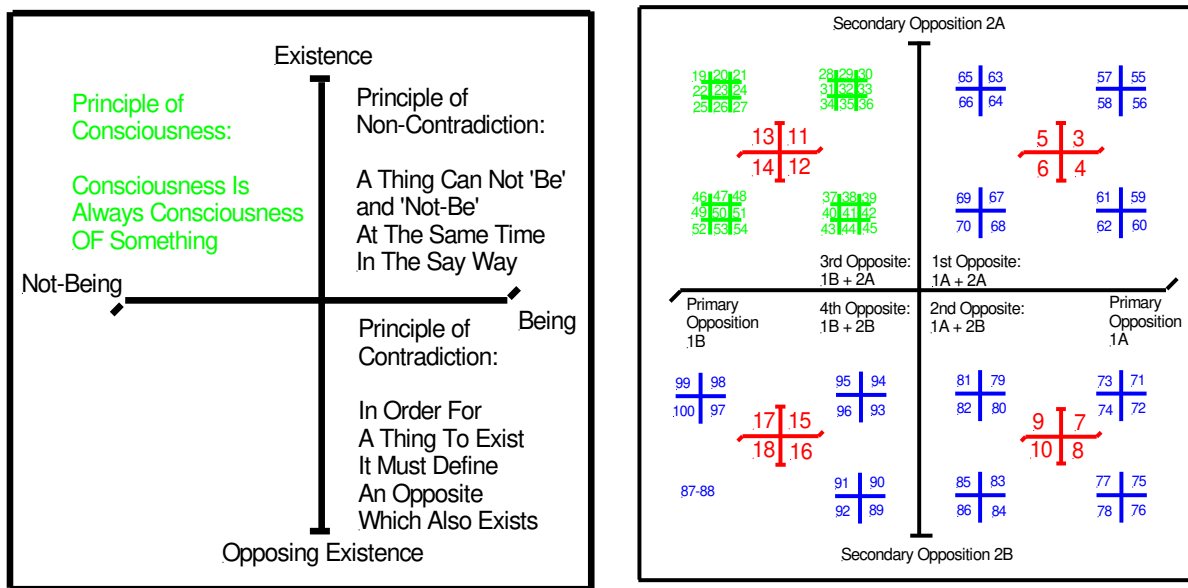 Existence
Principle of
Consciousness:
Consciousness Is
Always Consciousness
OF Something
Principle of
Non-Contradiction:
A Thing Can Not 'Be'
and 'Not-Be'
At The Same Time
In The Say Way
Not-Being
Being
Principle of
Contradiction:
In Order For
A Thing To Exist
It Must Define
An Opposite
Which Also Exists
Opposing Existence
Secondary Opposition 2A
19 20 21
22 23 24
25 26 27
28 29 30
31 32 33
34 35 36
13 11
14 12
46 47 48
49 50 51
52 53 54
37 38 39
40 41 42
43 44 45
65 63
66 64
57 55
58 56
5 3
6 4
69 67
70 68
61 59
62 60
3rd Opposite:
1B + 2A
1st Opposite:
1A + 2A
Primary
Opposition
1B
4th Opposite:
1B + 2B
2nd Opposite:
1A + 2B
Primary
Opposition
1A
99 98
100 97
95 94
96 93
17 15
18 16
87-88
91 90
92 89
81 79
82 80
73 71
74 72
9 7
10 8
85 83
86 84
77 75
78 76
Secondary Opposition 2B